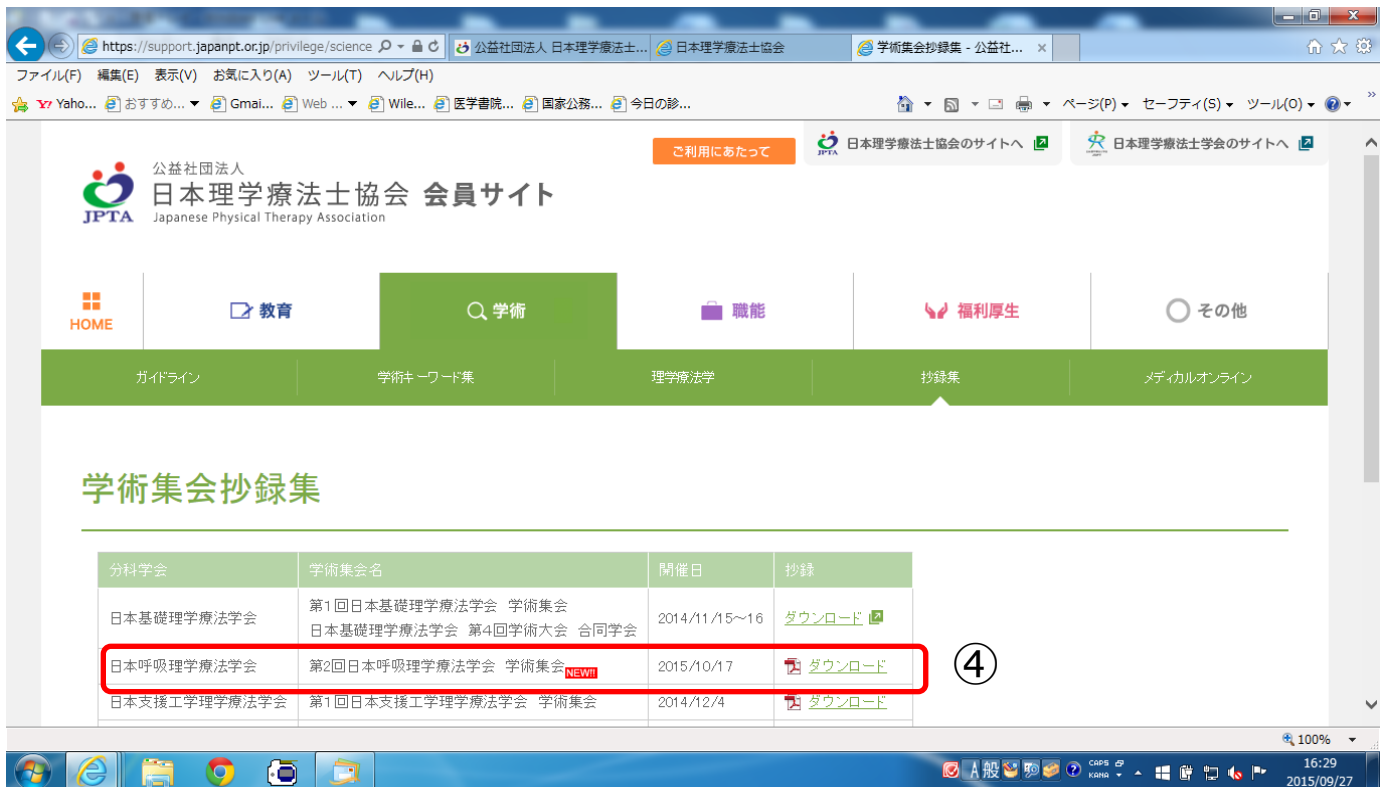 https://support.japanpt.or.jp/privilege/science
公益社団法人 日本理学療法士...
日本理学療法士協会
学術集会抄録集 - 公益社...
ファイル(F) 編集(E) 表示(V) お気に入り(A) ツール(T) ヘルプ(H)
Yaho... おすすめ... Gmai... Web ... Wile... 医学書院... 国家公務... 今日の診...
ページ(P) セーフティ(S) ツール(O)
ご利用にあたって
日本理学療法士協会のサイトへ
日本理学療法士学会のサイトへ
JPTA
公益社団法人
日本理学療法士協会 会員サイト
Japanese Physical Therapy Association
JPTA
HOME
教育
学術
職能
福利厚生
その他
ガイドライン
学術キーワード集
理学療法学
抄録集
メディカルオンライン
学術集会抄録集
分科学会 学術集会名 開催日 抄録
日本基礎理学療法学会 第1回日本基礎理学療法学会 学術集会
日本基礎理学療法学会 第4回学術大会 合同学会 2014/11/15～16 ダウンロード
日本呼吸理学療法学会 第2回日本呼吸理学療法学会 学術集会 NEW!! 2015/10/17 ダウンロード
④
日本支援工学理学療法学会 第1回日本支援工学理学療法学会 学術集会 2014/12/4 ダウンロード
100%
A 般
CAPS
KANA
16:29
2015/09/27